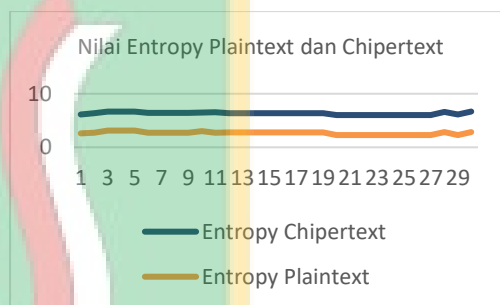 Nilai Entropy Plaintext dan Chipertext
10
0
1 3 5 7 9 11 13 15 17 19 21 23 25 27 29
Entropy Chipertext
Entropy Plaintext